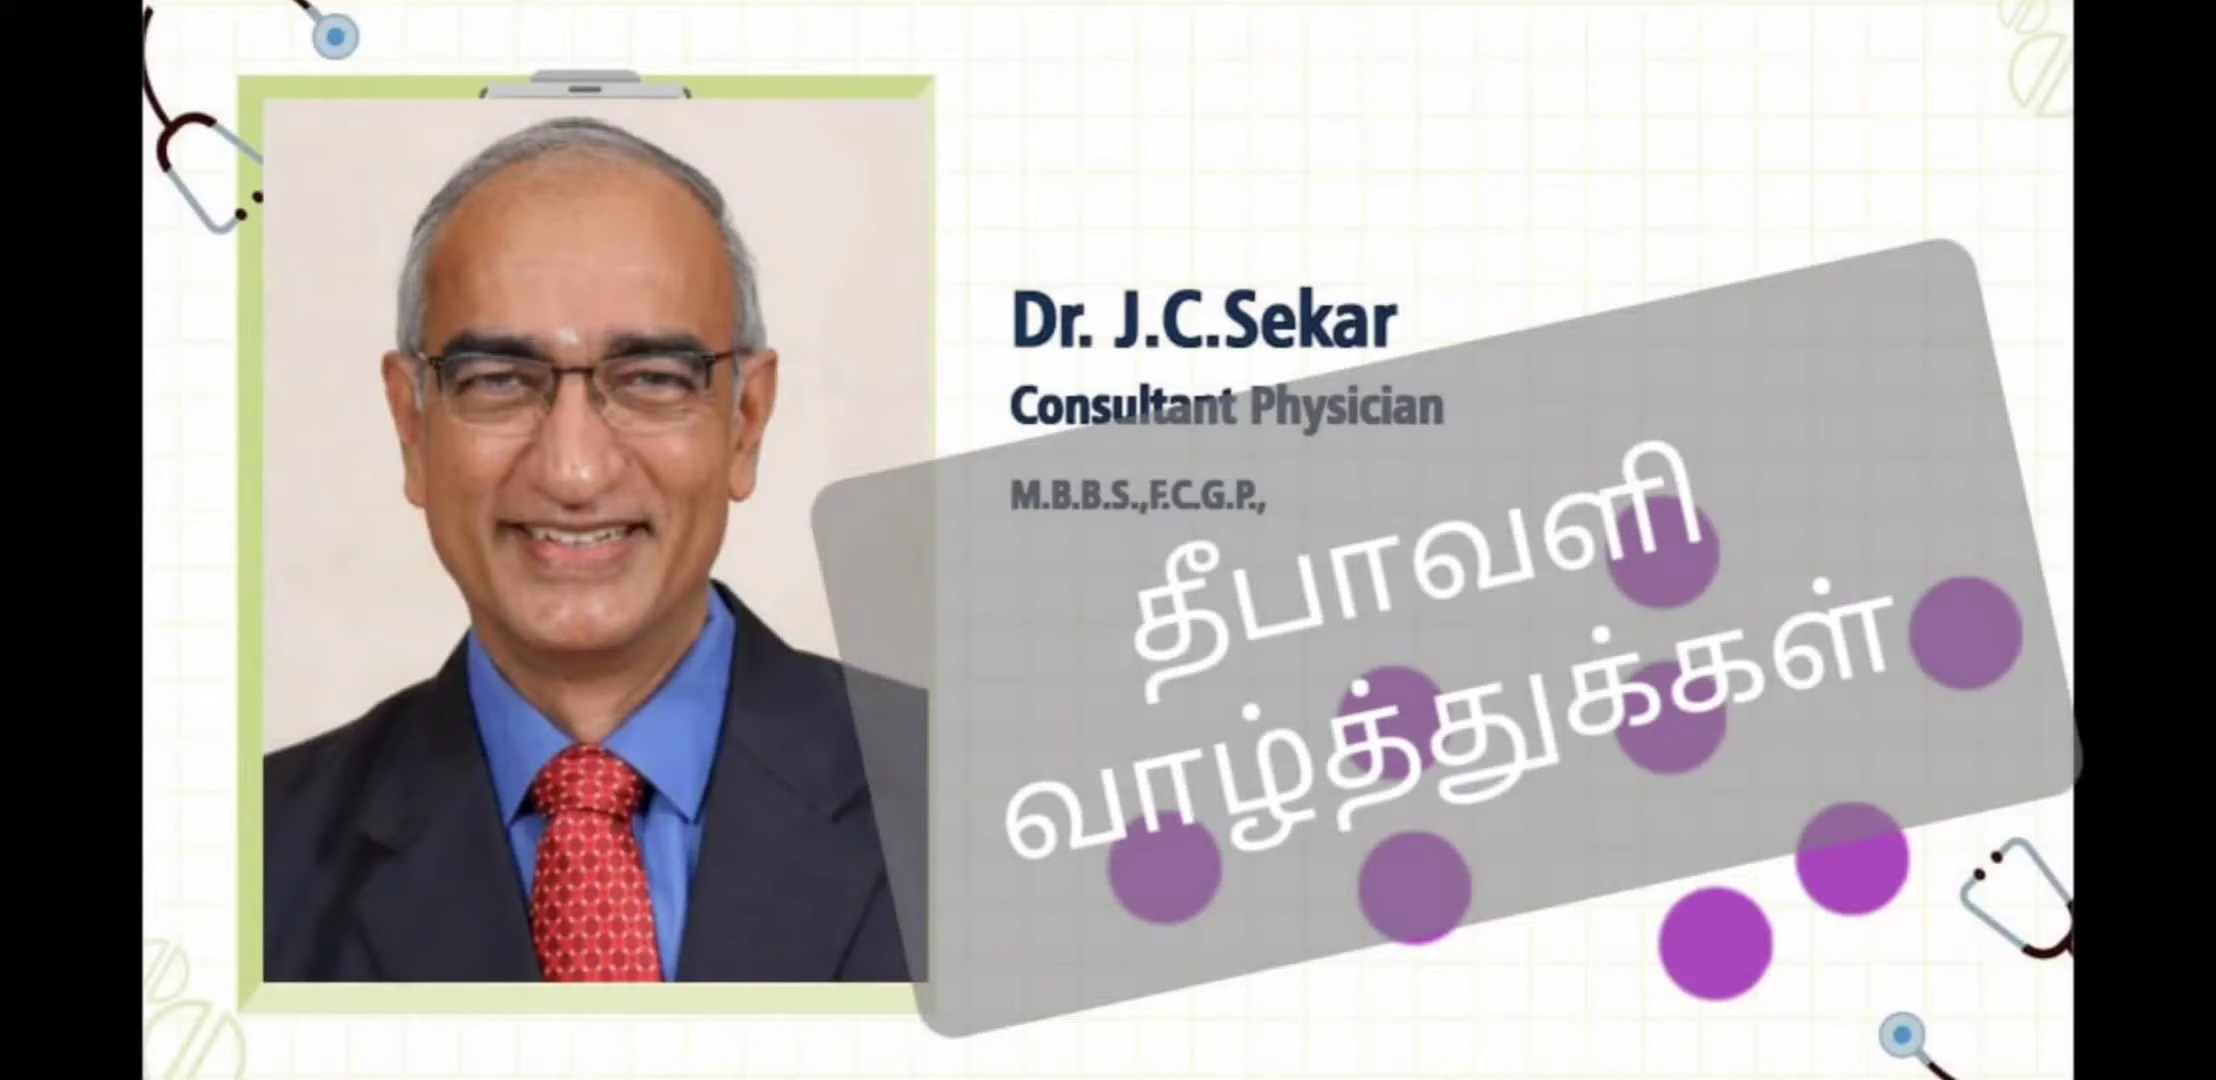 Dr. J.C.Sekar
Consultant Physician
M.B.B.S.,F.C.G.P.,
தீபாவளி
வாழ்த்துக்கள்